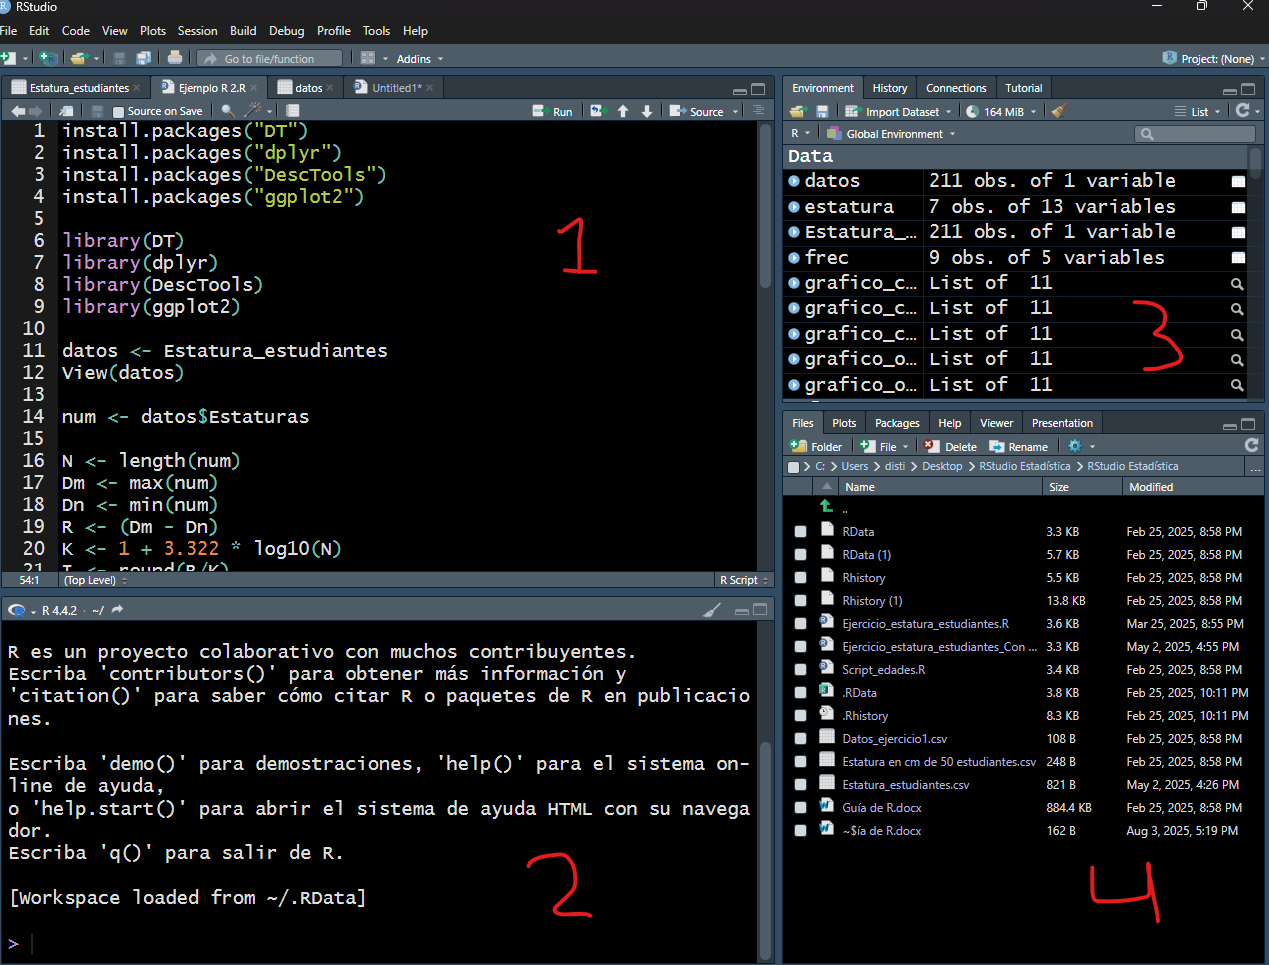 RStudio
File Edit Code View Plots Session Build Debug Profile Tools Help
Go to file/function Addins Project: (None)
Estatura_estudiantes Ejemplo R 2.R datos Untitled1*
Source on Save Run Source
1 install.packages("DT")
2 install.packages("dplyr")
3 install.packages("DescTools")
4 install.packages("ggplot2")
5
6 library(DT)
7 library(dplyr)
8 library(DescTools)
9 library(ggplot2)
10
11 datos <- Estatura_estudiantes
12 View(datos)
13
14 num <- datos$Estaturas
15
16 N <- length(num)
17 Dm <- max(num)
18 Dn <- min(num)
19 R <- (Dm - Dn)
20 K <- 1 + 3.322 * log10(N)
21 I <- round(R/K)
1
54:1 (Top Level) R Script
R 4.4.2 · ~/
R es un proyecto colaborativo con muchos contribuyentes.
Escriba 'contributors()' para obtener más información y
'citation()' para saber cómo citar R o paquetes de R en publicacio
nes.
Escriba 'demo()' para demostraciones, 'help()' para el sistema on-
line de ayuda,
o 'help.start()' para abrir el sistema de ayuda HTML con su navega
dor.
Escriba 'q()' para salir de R.
[Workspace loaded from ~/.RData]
>
2
Environment History Connections Tutorial
Import Dataset 164 MiB List
R Global Environment
Data
datos 211 obs. of 1 variable
estatura 7 obs. of 13 variables
Estatura_… 211 obs. of 1 variable
frec 9 obs. of 5 variables
grafico_c… List of 11
grafico_c… List of 11
grafico_c… List of 11
grafico_o… List of 11
grafico_o… List of 11
3
Files Plots Packages Help Viewer Presentation
Folder File Delete Rename
C: > Users > disti > Desktop > RStudio Estadística > RStudio Estadística ...
Name Size Modified
..
RData 3.3 KB Feb 25, 2025, 8:58 PM
RData (1) 5.7 KB Feb 25, 2025, 8:58 PM
Rhistory 5.5 KB Feb 25, 2025, 8:58 PM
Rhistory (1) 13.8 KB Feb 25, 2025, 8:58 PM
Ejercicio_estatura_estudiantes.R 3.6 KB Mar 25, 2025, 8:55 PM
Ejercicio_estatura_estudiantes_Con ... 3.3 KB May 2, 2025, 4:55 PM
Script_edades.R 3.4 KB Feb 25, 2025, 8:58 PM
.RData 3.8 KB Feb 25, 2025, 10:11 PM
.Rhistory 8.3 KB Feb 25, 2025, 10:11 PM
Datos_ejercicio1.csv 108 B Feb 25, 2025, 8:58 PM
Estatura en cm de 50 estudiantes.csv 248 B Feb 25, 2025, 8:58 PM
Estatura_estudiantes.csv 821 B May 2, 2025, 4:26 PM
Guía de R.docx 884.4 KB Feb 25, 2025, 8:58 PM
~$ía de R.docx 162 B Aug 3, 2025, 5:19 PM
4